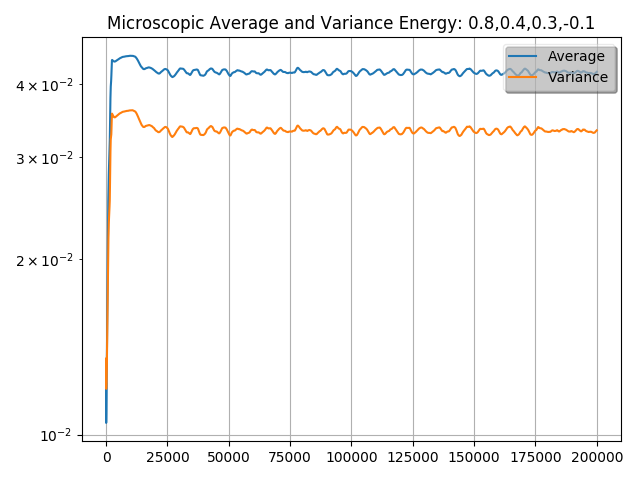 Microscopic Average and Variance Energy: 0.8,0.4,0.3,-0.1
Average
Variance
4 × 10⁻²
3 × 10⁻²
2 × 10⁻²
10⁻²
0 25000 50000 75000 100000 125000 150000 175000 200000